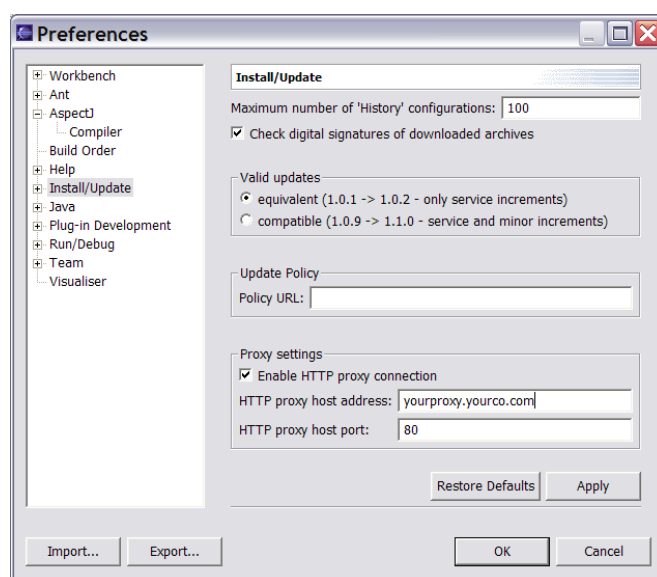 Preferences
Workbench
Ant
AspectJ
Compiler
Build Order
Help
Install/Update
Java
Plug-in Development
Run/Debug
Team
Visualiser
Install/Update
Maximum number of 'History' configurations: 100
Check digital signatures of downloaded archives
Valid updates
equivalent (1.0.1 -> 1.0.2 - only service increments)
compatible (1.0.9 -> 1.1.0 - service and minor increments)
Update Policy
Policy URL:
Proxy settings
Enable HTTP proxy connection
HTTP proxy host address: yourproxy.yourco.com
HTTP proxy host port: 80
Restore Defaults Apply
Import... Export... OK Cancel